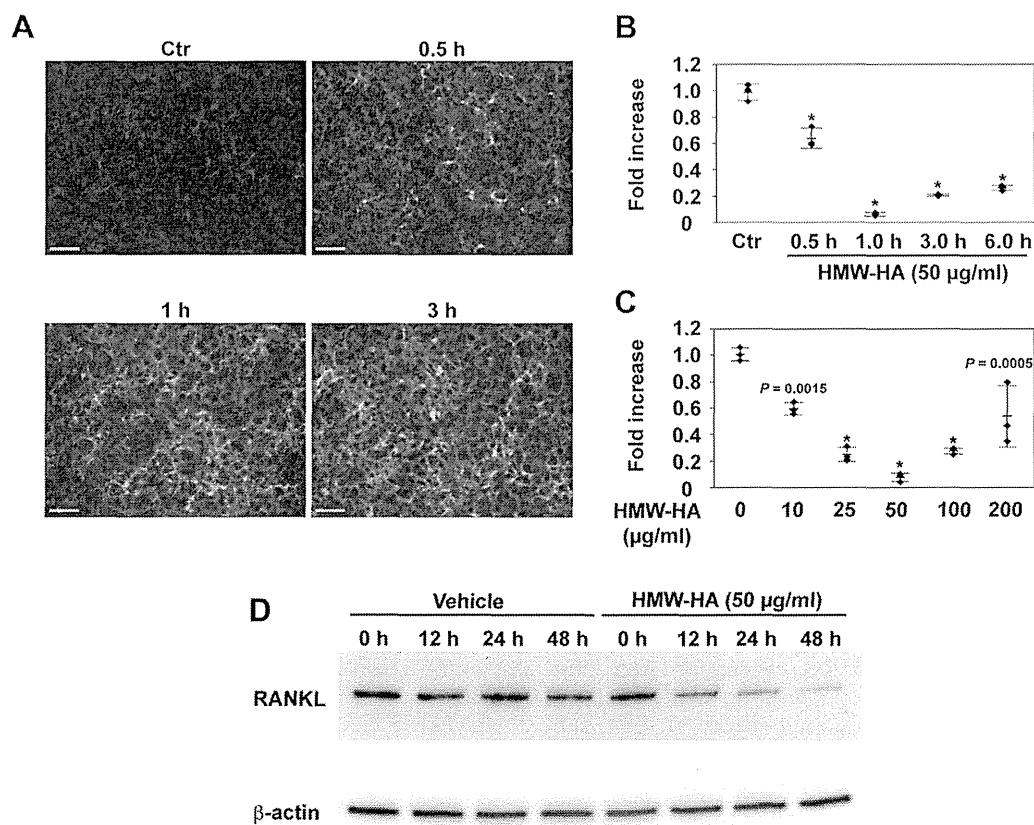 A
Ctr
0.5 h
1 h
3 h
B
Fold increase
1.2
1.0
0.8
0.6
0.4
0.2
0
*
*
*
*
Ctr
0.5 h 1.0 h 3.0 h 6.0 h
HMW-HA (50 µg/ml)
C
Fold increase
1.2
1.0
0.8
0.6
0.4
0.2
0
P = 0.0015
*
*
*
P = 0.0005
HMW-HA
(µg/ml)
0 10 25 50 100 200
D
Vehicle
HMW-HA (50 µg/ml)
0 h 12 h 24 h 48 h 0 h 12 h 24 h 48 h
RANKL
β-actin